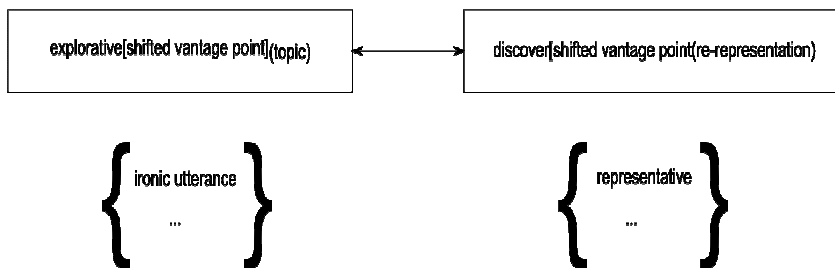 explorative[shifted vantage point](topic)
discover[shifted vantage point(re-representation)
ironic utterance
...
representative
...